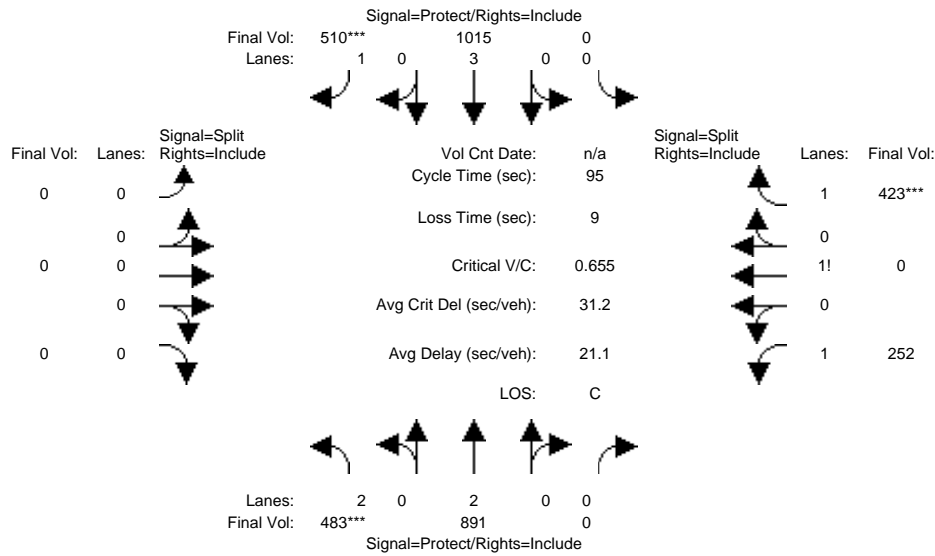 Signal=Protect/Rights=Include
Final Vol: 510*** 1015 0
Lanes: 1 0 3 0 0
Signal=Split
Final Vol: Lanes: Rights=Include
Vol Cnt Date: n/a
Signal=Split
Rights=Include Lanes: Final Vol:
Cycle Time (sec): 95
0 0
1 423***
Loss Time (sec): 9
0
0
0 0
Critical V/C: 0.655
1! 0
0
Avg Crit Del (sec/veh): 31.2
0
0 0
Avg Delay (sec/veh): 21.1
1 252
LOS: C
Lanes: 2 0 2 0 0
Final Vol: 483*** 891 0
Signal=Protect/Rights=Include